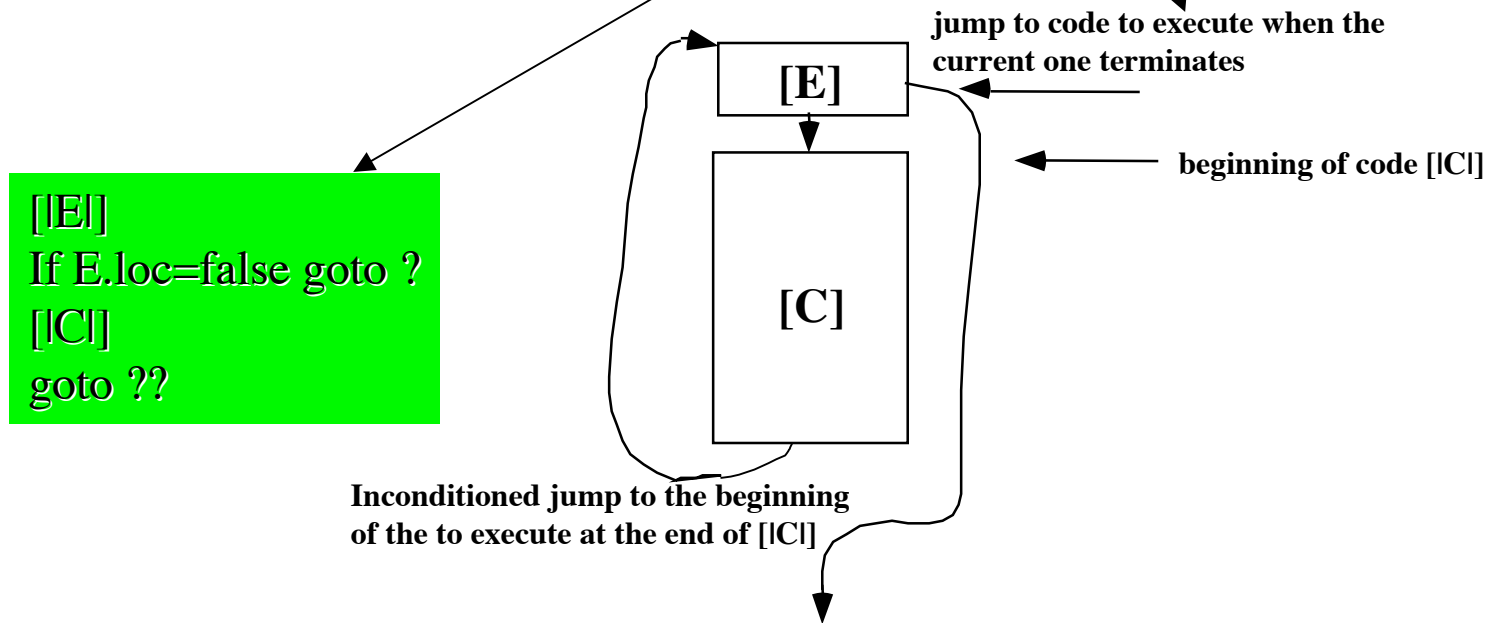 jump to code to execute when the
current one terminates
[E]
beginning of code [|C|]
[|E|]
If E.loc=false goto ?
[|C|]
goto ??
[C]
Inconditioned jump to the beginning
of the to execute at the end of [|C|]